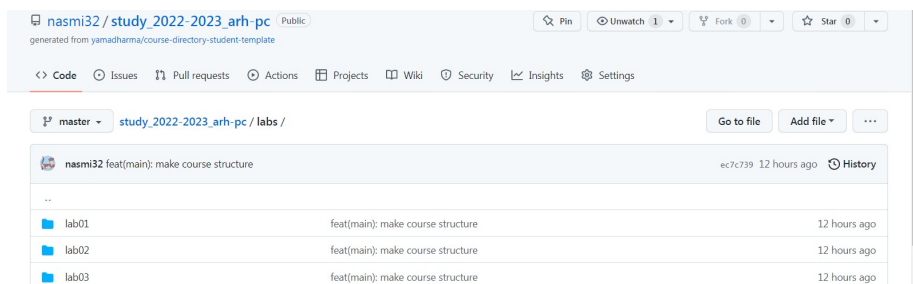 nasmi32 / study_2022-2023_arh-pc Public Pin Unwatch 1 Fork 0 Star 0
generated from yamadharma/course-directory-student-template
<> Code Issues Pull requests Actions Projects Wiki Security Insights Settings
master study_2022-2023_arh-pc / labs / Go to file Add file ...
nasmi32 feat(main): make course structure ec7c739 12 hours ago History
..
lab01 feat(main): make course structure 12 hours ago
lab02 feat(main): make course structure 12 hours ago
lab03 feat(main): make course structure 12 hours ago